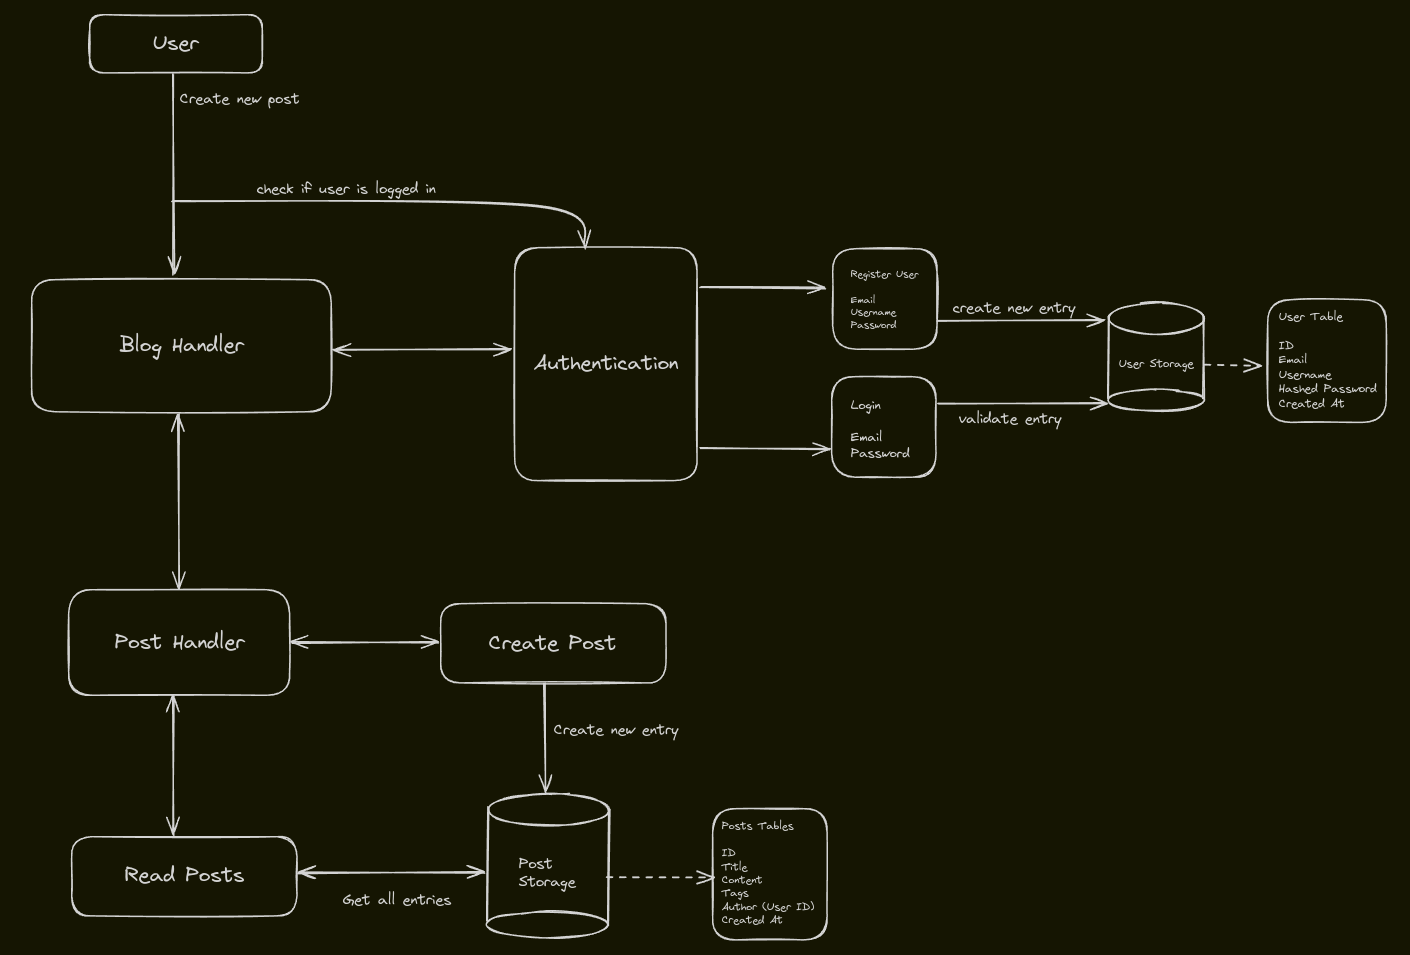 User
Create new post
check if user is logged in
Blog Handler
Authentication
Register User
Email
Username
Password
create new entry
Login
Email
Password
validate entry
User Storage
User Table
ID
Email
Username
Hashed Password
Created At
Post Handler
Create Post
Create new entry
Read Posts
Get all entries
Post
Storage
Posts Tables
ID
Title
Content
Tags
Author (User ID)
Created At